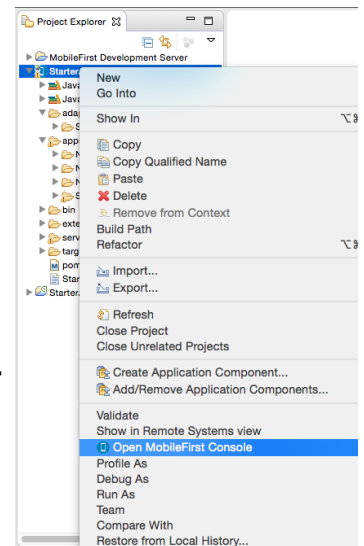 Project Explorer
MobileFirst Development Server
Starter
Java
Java
adap
S
apps
N
N
N
S
bin
exte
serv
targ
pom
Star
Starter
New
Go Into
Show In ⌥⌘
Copy
Copy Qualified Name
Paste
Delete
Remove from Context
Build Path
Refactor ⌥⌘
Import...
Export...
Refresh
Close Project
Close Unrelated Projects
Create Application Component...
Add/Remove Application Components...
Validate
Show in Remote Systems view
Open MobileFirst Console
Profile As
Debug As
Run As
Team
Compare With
Restore from Local History...